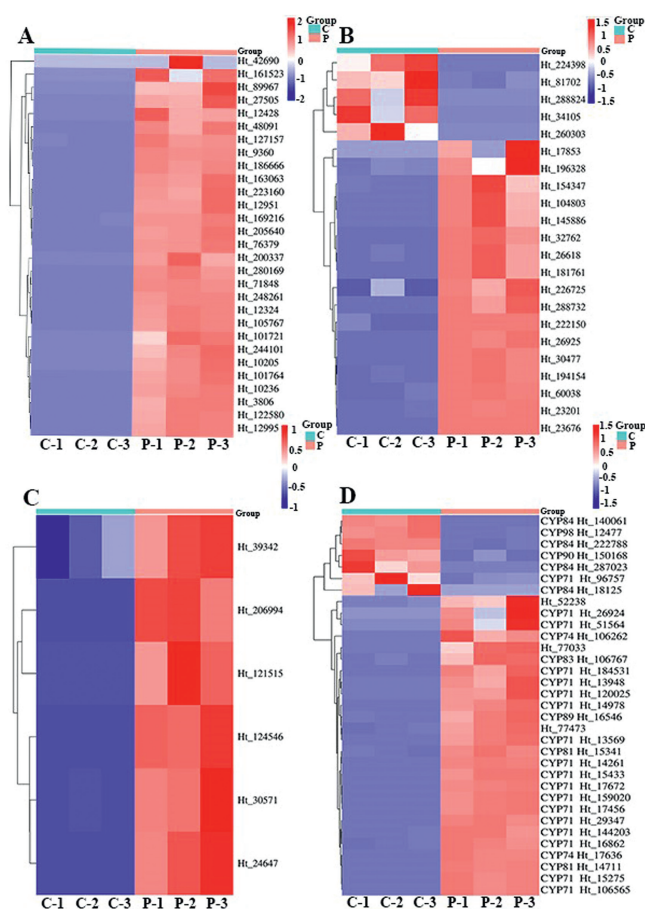 A
2
1
0
-1
-2
Group
C
P
Group
Ht_42690
Ht_161523
Ht_89967
Ht_27505
Ht_12428
Ht_48091
Ht_127157
Ht_9360
Ht_186666
Ht_163063
Ht_223160
Ht_12951
Ht_169216
Ht_205640
Ht_76379
Ht_200337
Ht_280169
Ht_71848
Ht_248261
Ht_12324
Ht_105767
Ht_101721
Ht_244101
Ht_10205
Ht_101764
Ht_10236
Ht_3806
Ht_122580
Ht_12995
C-1 C-2 C-3 P-1 P-2 P-3
B
1.5
1
0.5
0
-0.5
-1
-1.5
Group
C
P
Group
Ht_224398
Ht_81702
Ht_288824
Ht_34105
Ht_260303
Ht_17853
Ht_196328
Ht_154347
Ht_104803
Ht_145886
Ht_32762
Ht_26618
Ht_181761
Ht_226725
Ht_288732
Ht_222150
Ht_26925
Ht_30477
Ht_194154
Ht_60038
Ht_23201
Ht_23676
C-1 C-2 C-3 P-1 P-2 P-3
C
1
0.5
0
-0.5
-1
Group
C
P
Group
Ht_39342
Ht_206994
Ht_121515
Ht_124546
Ht_30571
Ht_24647
C-1 C-2 C-3 P-1 P-2 P-3
D
1.5
1
0.5
0
-0.5
-1
-1.5
Group
C
P
Group
CYP84 Ht_140061
CYP98 Ht_12477
CYP84 Ht_222788
CYP90 Ht_150168
CYP84 Ht_287023
CYP71 Ht_96757
CYP84 Ht_18125
Ht_52238
CYP71 Ht_26924
CYP71 Ht_51564
CYP74 Ht_106262
Ht_77033
CYP83 Ht_106767
CYP71 Ht_184531
CYP71 Ht_13948
CYP71 Ht_120025
CYP71 Ht_14978
CYP89 Ht_16546
Ht_77473
CYP71 Ht_13569
CYP81 Ht_15341
CYP71 Ht_14261
CYP71 Ht_15433
CYP71 Ht_17672
CYP71 Ht_159020
CYP71 Ht_17456
CYP71 Ht_29347
CYP71 Ht_144203
CYP71 Ht_16862
CYP74 Ht_17636
CYP81 Ht_14711
CYP71 Ht_15275
CYP71 Ht_106565
C-1 C-2 C-3 P-1 P-2 P-3